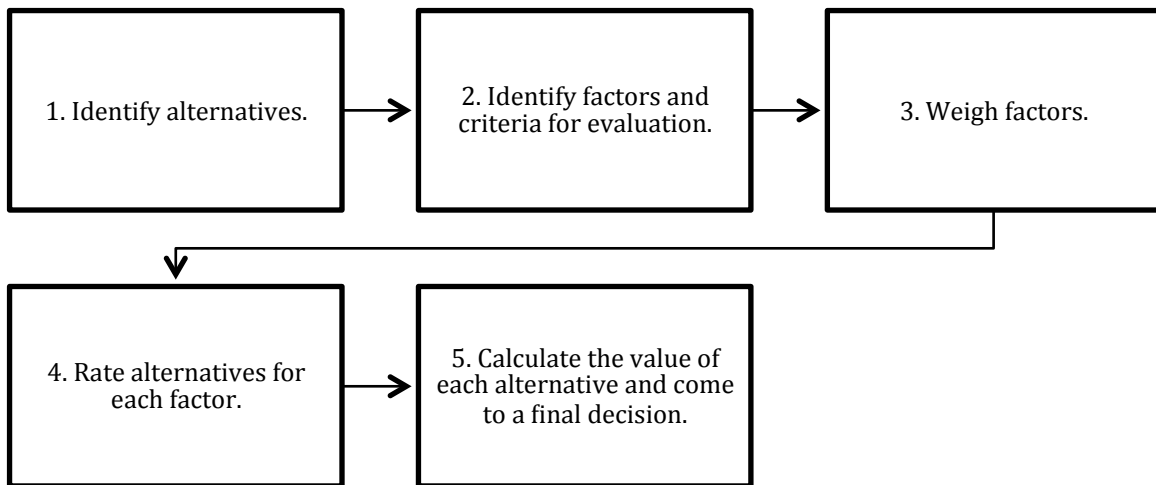 1. Identify alternatives.
2. Identify factors and
criteria for evaluation.
3. Weigh factors.
4. Rate alternatives for
each factor.
5. Calculate the value of
each alternative and come
to a final decision.